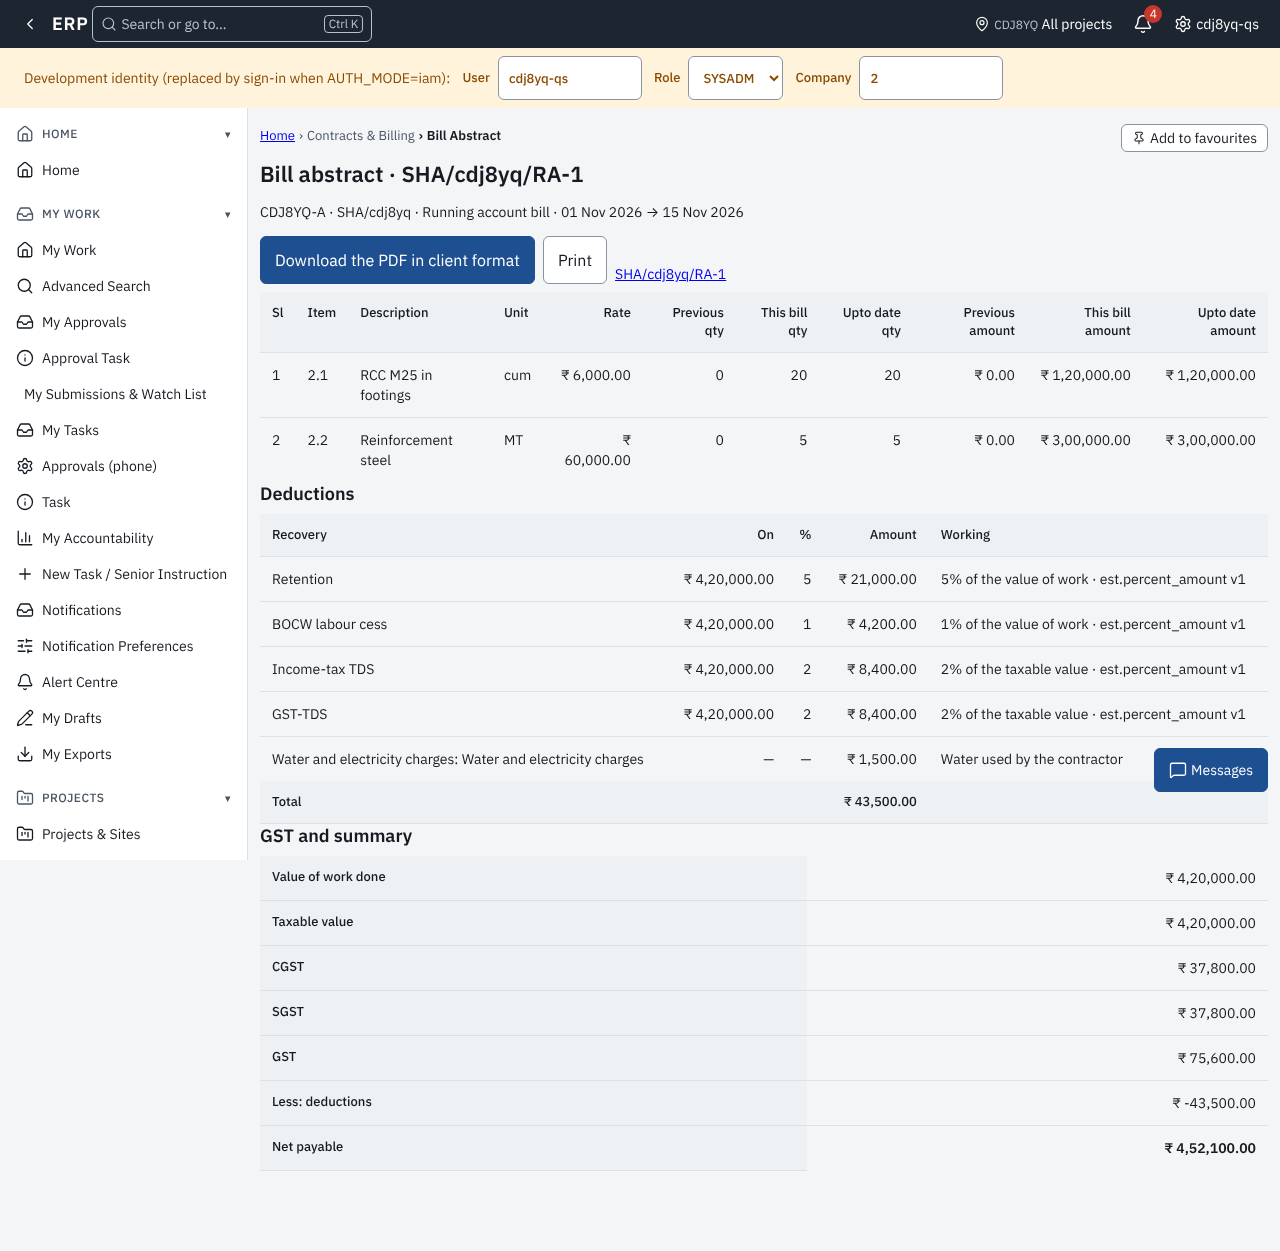 ERP
Search or go to...
Ctrl K
CDJ8YQ All projects
4
cdj8yq-qs
Development identity (replaced by sign-in when AUTH_MODE=iam):
User
cdj8yq-qs
Role
SYSADM
Company
2
HOME
Home
MY WORK
My Work
Advanced Search
My Approvals
Approval Task
My Submissions & Watch List
My Tasks
Approvals (phone)
Task
My Accountability
New Task / Senior Instruction
Notifications
Notification Preferences
Alert Centre
My Drafts
My Exports
PROJECTS
Projects & Sites
Home › Contracts & Billing › Bill Abstract
Add to favourites
Bill abstract · SHA/cdj8yq/RA-1
CDJ8YQ-A · SHA/cdj8yq · Running account bill · 01 Nov 2026 → 15 Nov 2026
Download the PDF in client format
Print
SHA/cdj8yq/RA-1
Sl Item Description Unit Rate Previous qty This bill qty Upto date qty Previous amount This bill amount Upto date amount
1 2.1 RCC M25 in footings cum ₹ 6,000.00 0 20 20 ₹ 0.00 ₹ 1,20,000.00 ₹ 1,20,000.00
2 2.2 Reinforcement steel MT ₹ 60,000.00 0 5 5 ₹ 0.00 ₹ 3,00,000.00 ₹ 3,00,000.00
Deductions
Recovery On % Amount Working
Retention ₹ 4,20,000.00 5 ₹ 21,000.00 5% of the value of work · est.percent_amount v1
BOCW labour cess ₹ 4,20,000.00 1 ₹ 4,200.00 1% of the value of work · est.percent_amount v1
Income-tax TDS ₹ 4,20,000.00 2 ₹ 8,400.00 2% of the taxable value · est.percent_amount v1
GST-TDS ₹ 4,20,000.00 2 ₹ 8,400.00 2% of the taxable value · est.percent_amount v1
Water and electricity charges: Water and electricity charges — — ₹ 1,500.00 Water used by the contractor
Messages
Total ₹ 43,500.00
GST and summary
Value of work done ₹ 4,20,000.00
Taxable value ₹ 4,20,000.00
CGST ₹ 37,800.00
SGST ₹ 37,800.00
GST ₹ 75,600.00
Less: deductions ₹ -43,500.00
Net payable ₹ 4,52,100.00